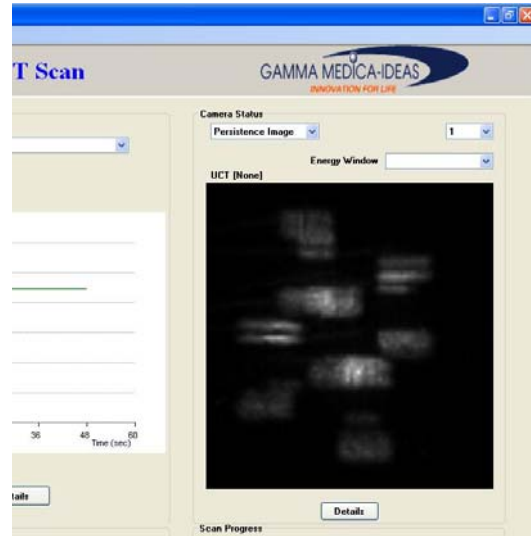 T Scan
GAMMA MEDICA-IDEAS
INNOVATION FOR LIFE
Camera Status
Persistence Image
1
Energy Window
UCT [None]
36
48
60
Time (sec)
Details
Scan Progress